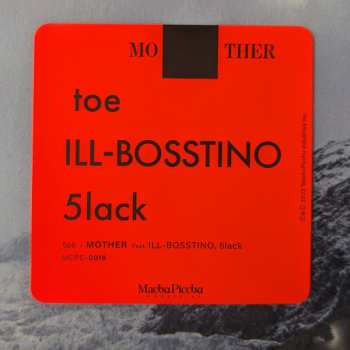 MO THER
toe
ILL-BOSSTINO
5lack
toe - MOTHER Feat. ILL-BOSSTINO, 5lack
MachuPicchu